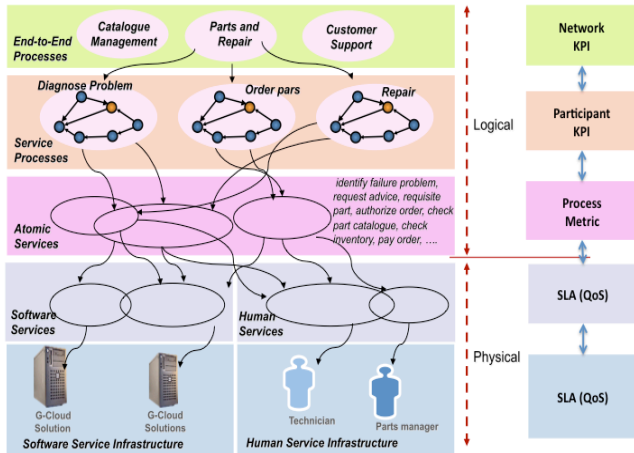 End-to-End
Processes
Catalogue
Management
Parts and
Repair
Customer
Support
Network
KPI
Diagnose Problem
Order pars
Repair
Service
Processes
Logical
Participant
KPI
identify failure problem,
request advice, requisite
part, authorize order, check
part catalogue, check
inventory, pay order, ....
Atomic
Services
Process
Metric
Software
Services
Human
Services
SLA (QoS)
Physical
G-Cloud
Solution
G-Cloud
Solutions
Technician
Parts manager
SLA (QoS)
Software Service Infrastructure
Human Service Infrastructure